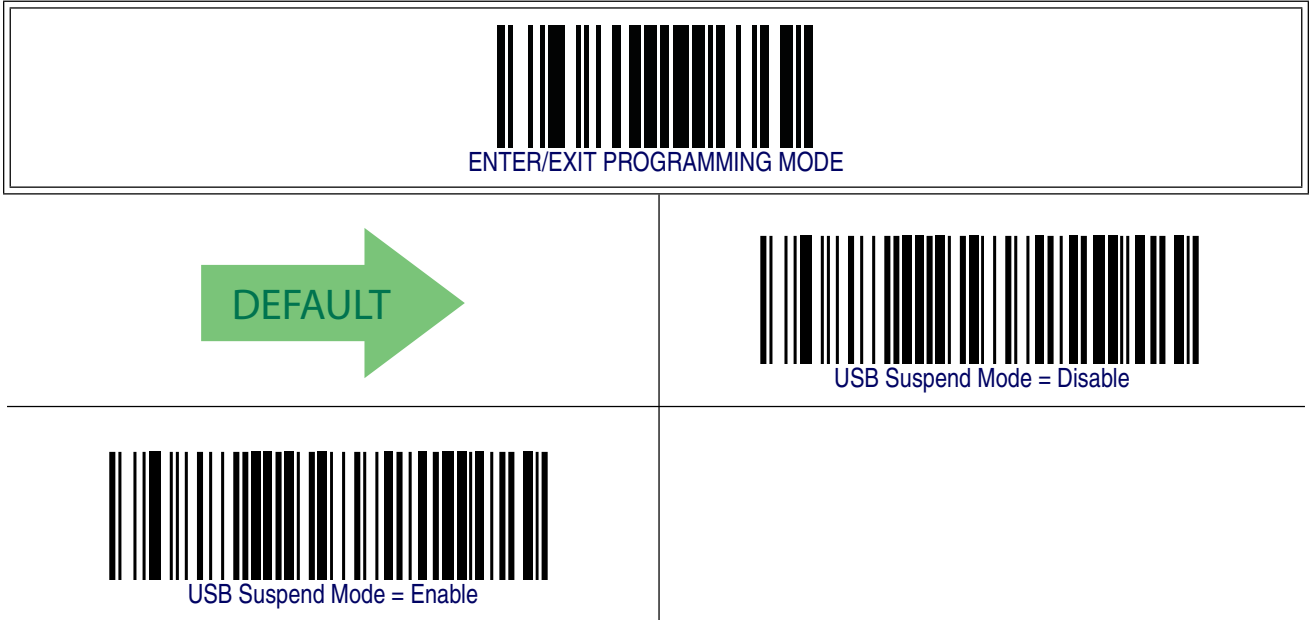 ENTER/EXIT PROGRAMMING MODE
DEFAULT
USB Suspend Mode = Disable
USB Suspend Mode = Enable